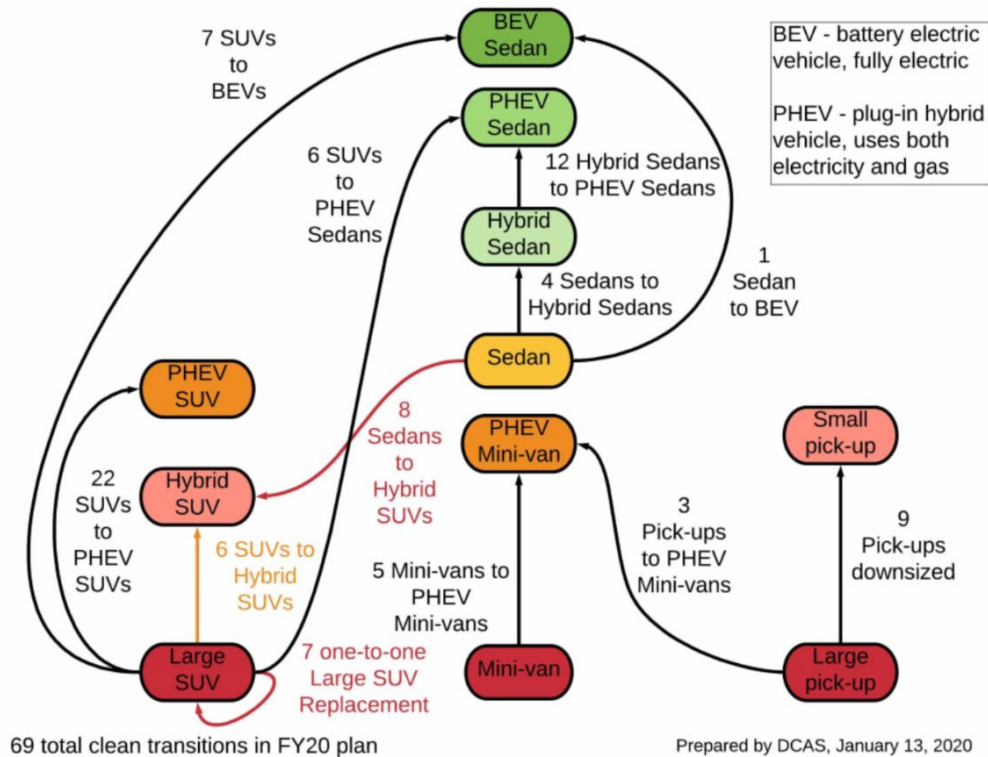 7 SUVs
to
BEVs
BEV
Sedan
BEV - battery electric
vehicle, fully electric
PHEV - plug-in hybrid
vehicle, uses both
electricity and gas
PHEV
Sedan
6 SUVs
to
PHEV
Sedans
12 Hybrid Sedans
to PHEV Sedans
Hybrid
Sedan
4 Sedans to
Hybrid Sedans
1
Sedan
to BEV
Sedan
PHEV
SUV
8
Sedans
to
Hybrid
SUVs
PHEV
Mini-van
Small
pick-up
22
SUVs
to
PHEV
SUVs
Hybrid
SUV
6 SUVs to
Hybrid
SUVs
5 Mini-vans to
PHEV
Mini-vans
3
Pick-ups
to PHEV
Mini-vans
9
Pick-ups
downsized
Large
SUV
7 one-to-one
Large SUV
Replacement
Mini-van
Large
pick-up
69 total clean transitions in FY20 plan
Prepared by DCAS, January 13, 2020